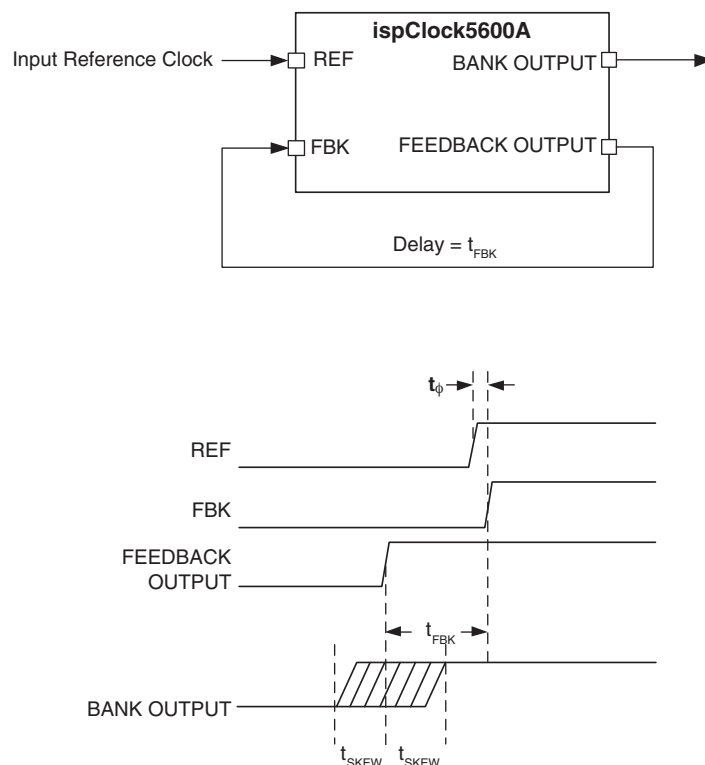 ispClock5600A
Input Reference Clock
REF
BANK OUTPUT
FBK
FEEDBACK OUTPUT
Delay = tFBK
tϕ
REF
FBK
FEEDBACK
OUTPUT
tFBK
BANK OUTPUT
tSKEW
tSKEW